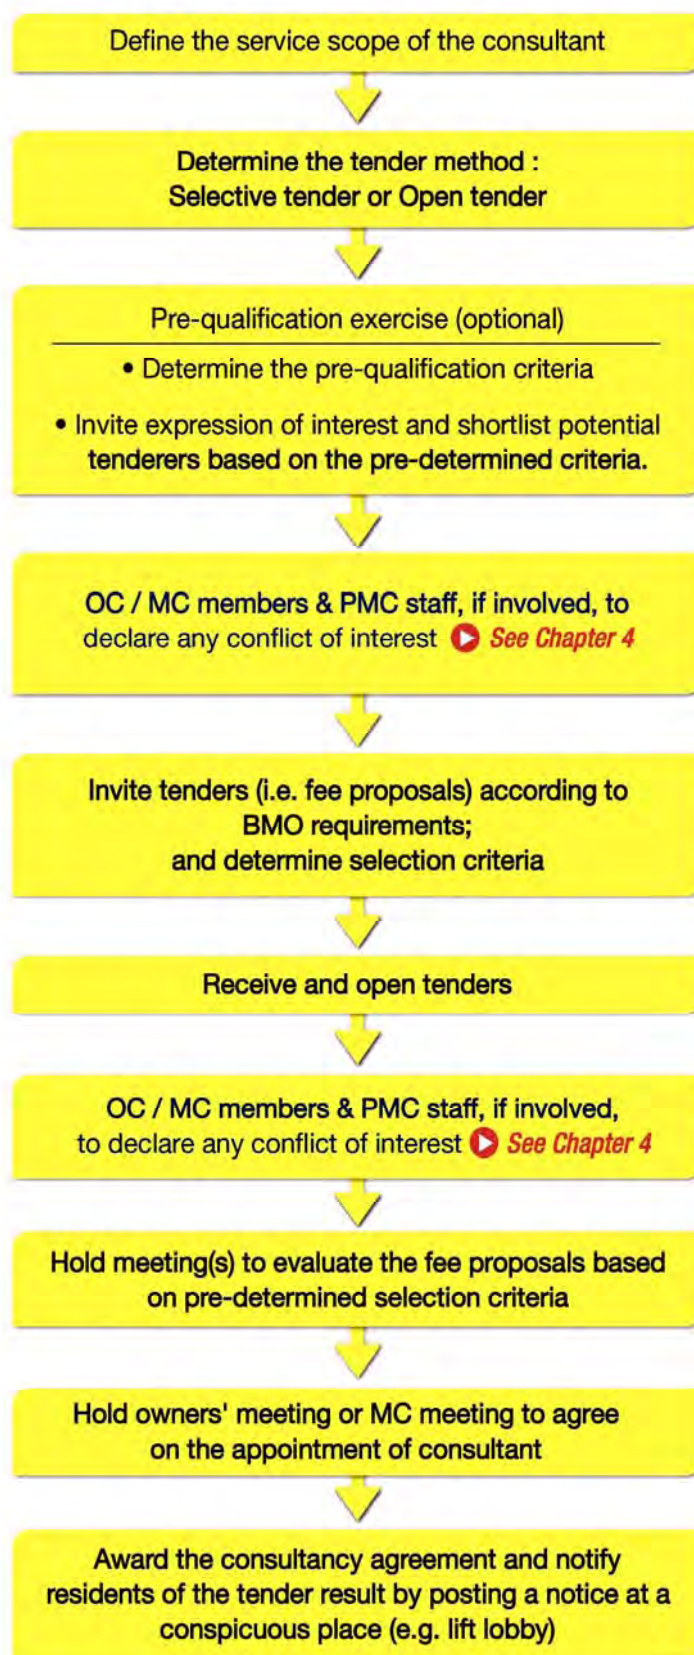 Define the service scope of the consultant
Determine the tender method :
Selective tender or Open tender
Pre-qualification exercise (optional)
• Determine the pre-qualification criteria
• Invite expression of interest and shortlist potential
tenderers based on the pre-determined criteria.
OC / MC members & PMC staff, if involved, to
declare any conflict of interest See Chapter 4
Invite tenders (i.e. fee proposals) according to
BMO requirements;
and determine selection criteria
Receive and open tenders
OC / MC members & PMC staff, if involved,
to declare any conflict of interest See Chapter 4
Hold meeting(s) to evaluate the fee proposals based
on pre-determined selection criteria
Hold owners' meeting or MC meeting to agree
on the appointment of consultant
Award the consultancy agreement and notify
residents of the tender result by posting a notice at a
conspicuous place (e.g. lift lobby)